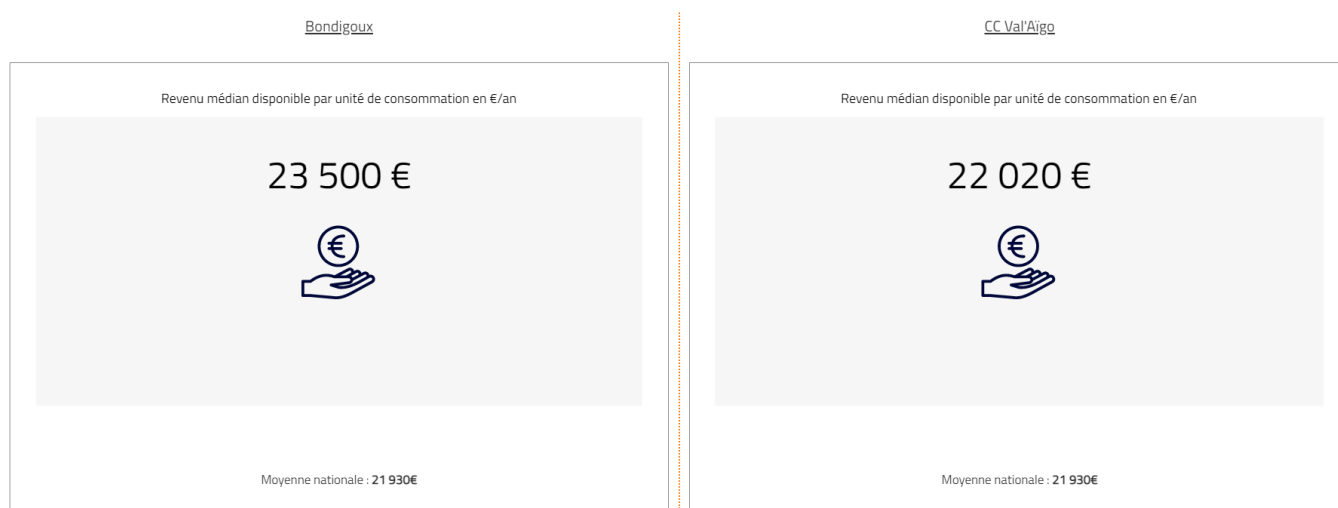 Bondigoux
Revenu médian disponible par unité de consommation en €/an
23 500 €
€
Moyenne nationale : 21 930€
CC Val'Aïgo
Revenu médian disponible par unité de consommation en €/an
22 020 €
€
Moyenne nationale : 21 930€